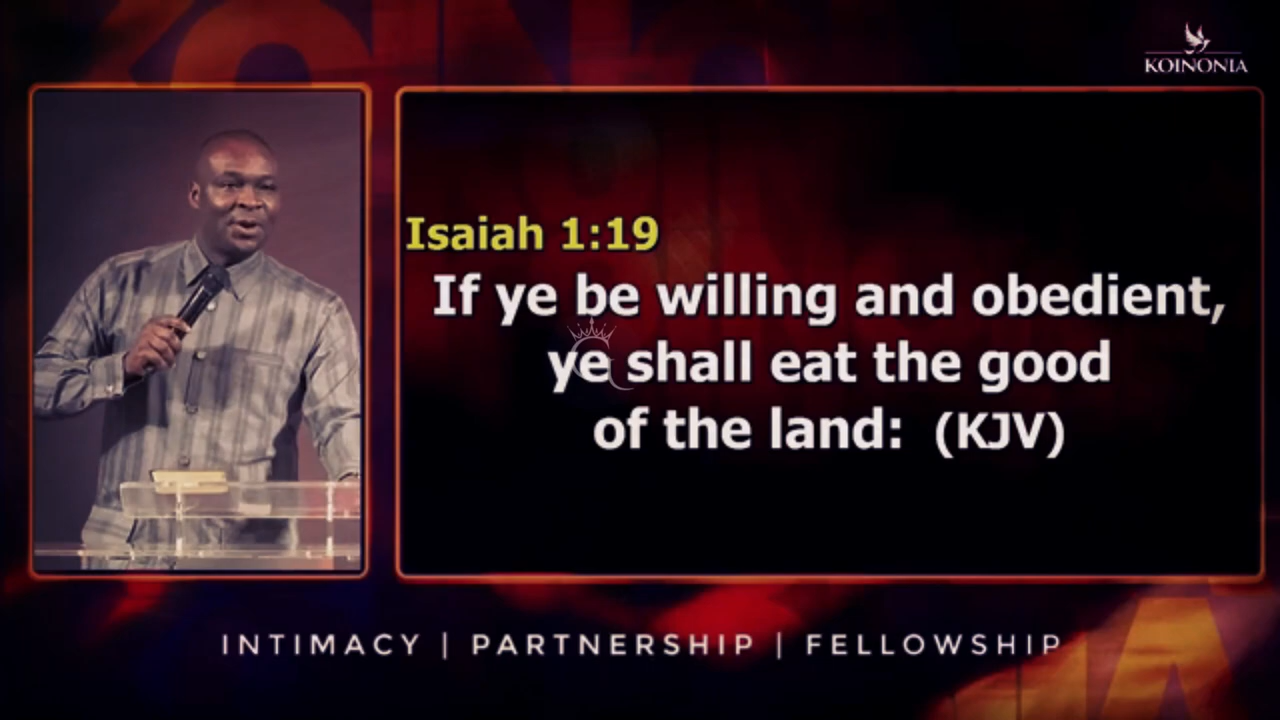 KOINONIA
Isaiah 1:19
If ye be willing and obedient,
ye shall eat the good
of the land: (KJV)
INTIMACY | PARTNERSHIP | FELLOWSHIP